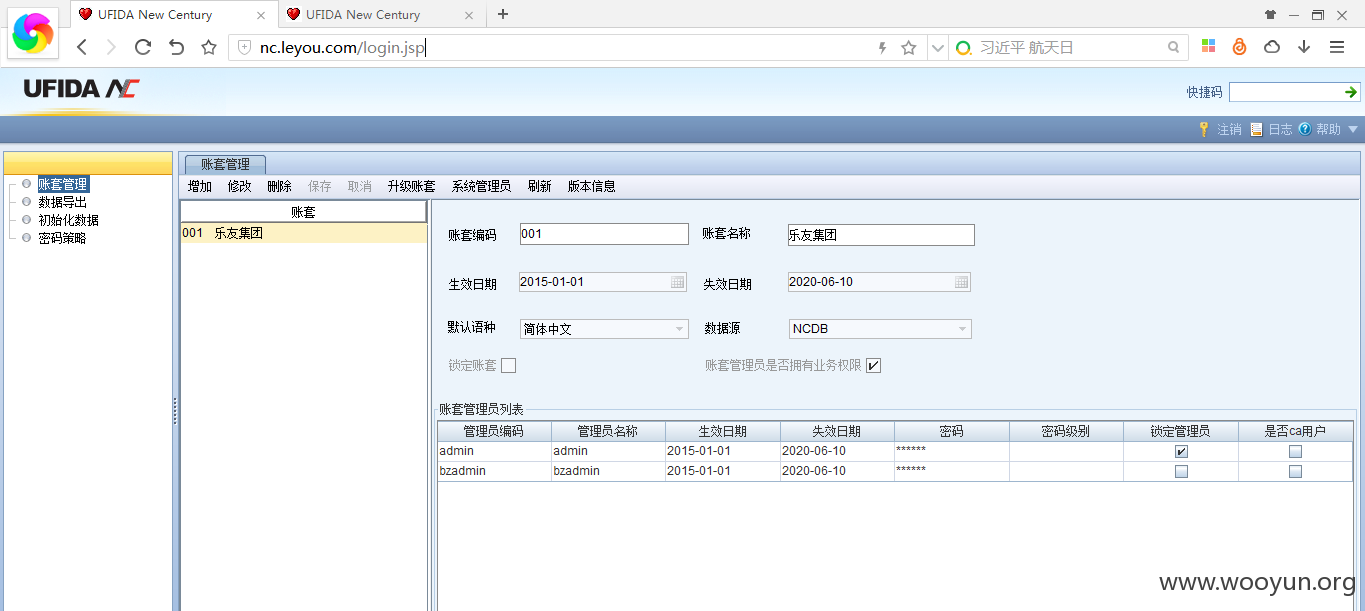 UFIDA New Century
UFIDA New Century
nc.leyou.com/login.jsp
习近平 航天日
UFIDA NC
快捷码
注销 日志 帮助
账套管理
数据导出
初始化数据
密码策略
账套管理
增加 修改 删除 保存 取消 升级账套 系统管理员 刷新 版本信息
账套
001 乐友集团
账套编码 001 账套名称 乐友集团
生效日期 2015-01-01 失效日期 2020-06-10
默认语种 简体中文 数据源 NCDB
锁定账套 账套管理员是否拥有业务权限
账套管理员列表
管理员编码 管理员名称 生效日期 失效日期 密码 密码级别 锁定管理员 是否ca用户
admin admin 2015-01-01 2020-06-10 ******
bzadmin bzadmin 2015-01-01 2020-06-10 ******
www.wooyun.org